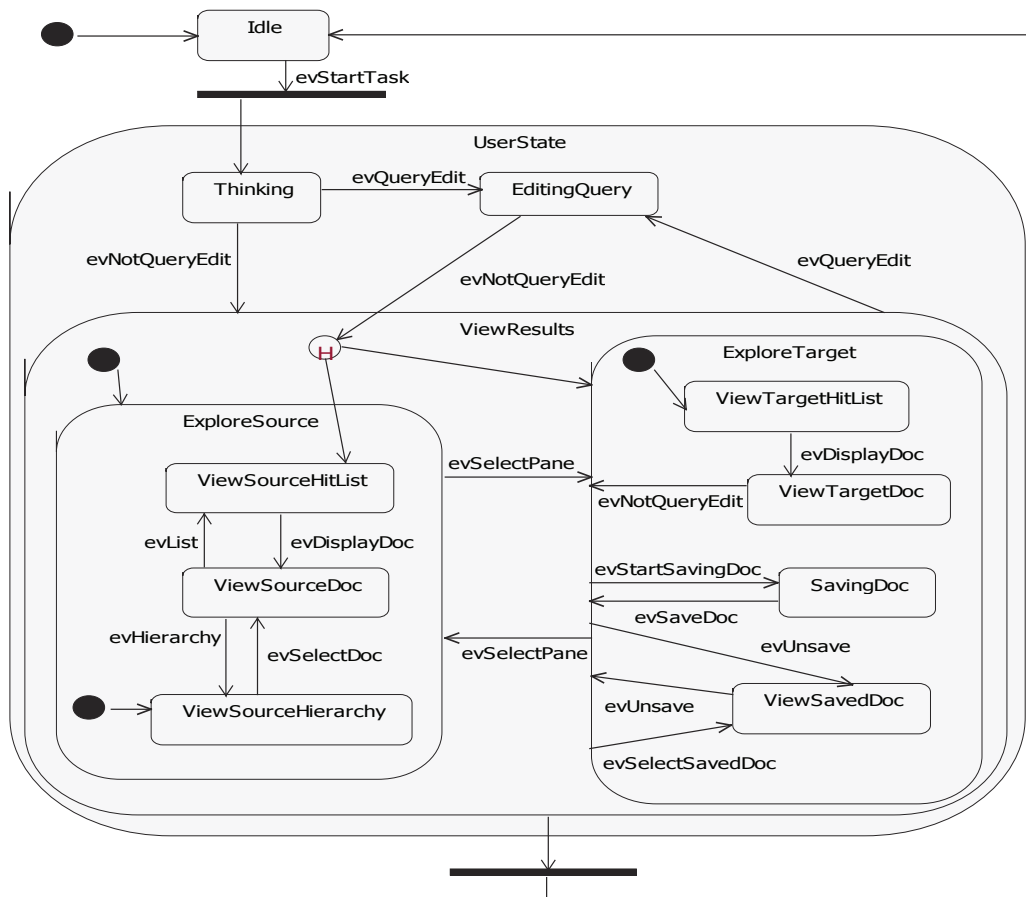 Idle
evStartTask
UserState
Thinking
evQueryEdit
EditingQuery
evNotQueryEdit
evNotQueryEdit
evQueryEdit
ViewResults
H
ExploreTarget
ViewTargetHitList
ExploreSource
evDisplayDoc
evSelectPane
ViewSourceHitList
ViewTargetDoc
evNotQueryEdit
evList
evDisplayDoc
evStartSavingDoc
ViewSourceDoc
SavingDoc
evSaveDoc
evHierarchy
evSelectDoc
evSelectPane
evUnsave
ViewSavedDoc
ViewSourceHierarchy
evUnsave
evSelectSavedDoc